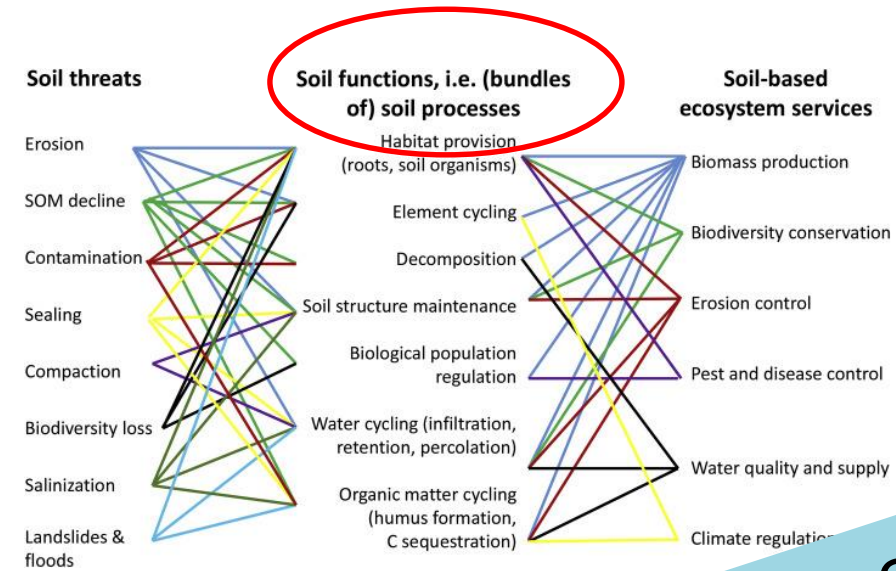 Soil threats
Erosion
SOM decline
Contamination
Sealing
Compaction
Biodiversity loss
Salinization
Landslides &
floods
Soil functions, i.e. (bundles
of) soil processes
Habitat provision
(roots, soil organisms)
Element cycling
Decomposition
Soil structure maintenance
Biological population
regulation
Water cycling (infiltration,
retention, percolation)
Organic matter cycling
(humus formation,
C sequestration)
Soil-based
ecosystem services
Biomass production
Biodiversity conservation
Erosion control
Pest and disease control
Water quality and supply
Climate regulation